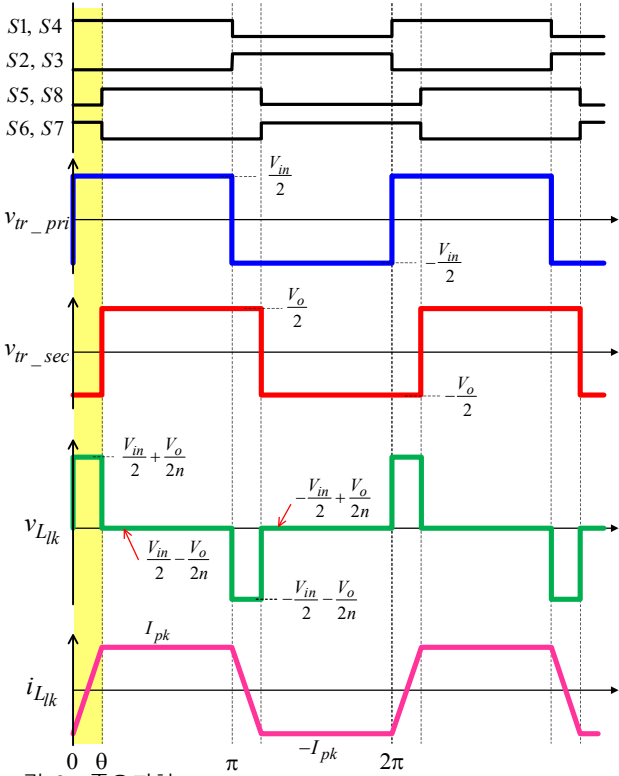 S1, S4
S2, S3
S5, S8
S6, S7
V_in/2
v_tr_pri
-V_in/2
V_o/2
v_tr_sec
-V_o/2
V_in/2 + V_o/2n
-V_in/2 + V_o/2n
v_L_lk
V_in/2 - V_o/2n
-V_in/2 - V_o/2n
I_pk
i_L_lk
-I_pk
0 θ π 2π